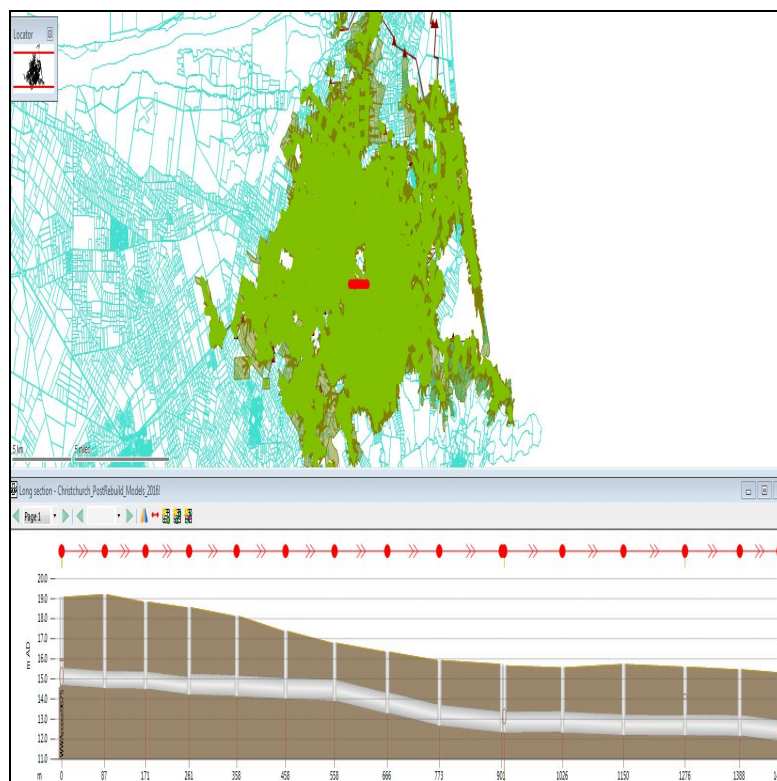 Locator
5 km
5 miles
Long section - Christchurch_PostRebuild_Models_2016!
Page 1
20.0
19.0
18.0
17.0
16.0
15.0
14.0
13.0
12.0
11.0
m AD
m 0 87 171 261 358 458 558 666 773 901 1026 1150 1276 1388